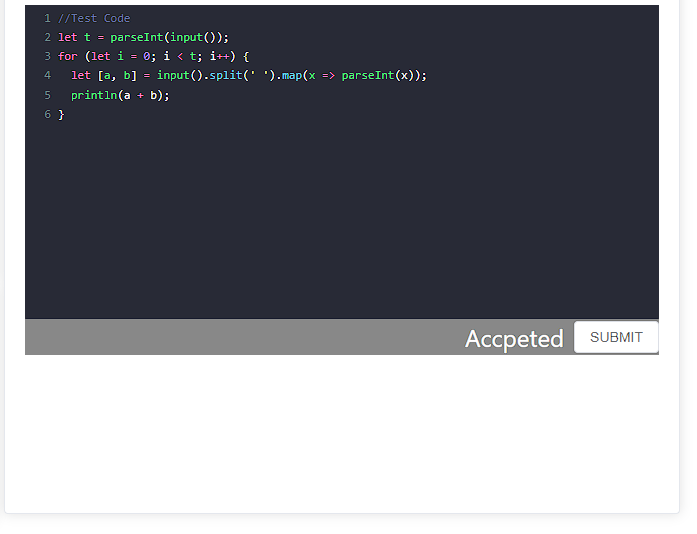 1 //Test Code
2 let t = parseInt(input());
3 for (let i = 0; i < t; i++) {
4 let [a, b] = input().split(' ').map(x => parseInt(x));
5 println(a + b);
6 }
Accpeted SUBMIT